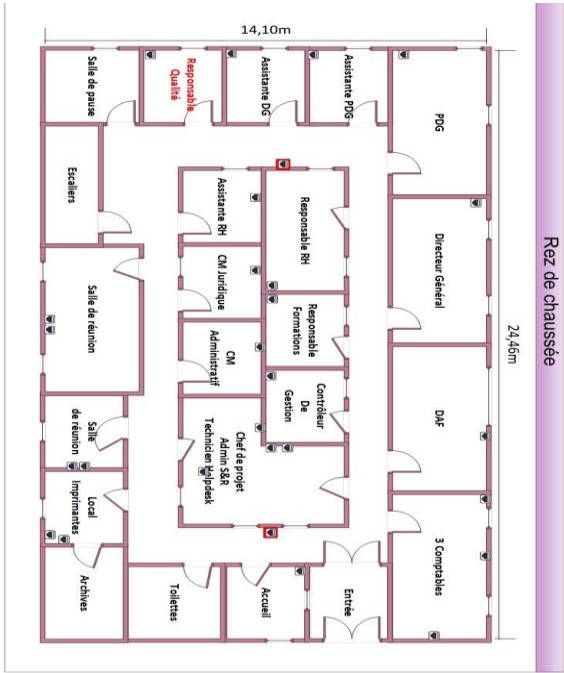 Rez de chaussée
24,46m
14,10m
PDG
Directeur Général
DAF
3 Comptables
Assistante PDG
Assistante DG
Responsable
Qualité
Salle de pause
Responsable RH
Responsable
Formations
Contrôleur
De
Gestion
Chef de projet
Admin S&R
Technicien Helpdesk
Entrée
Assistante RH
CM Juridique
CM
Administratif
Accueil
Toilettes
Escaliers
Salle de réunion
Salle
de réunion
Local
Imprimantes
Archives